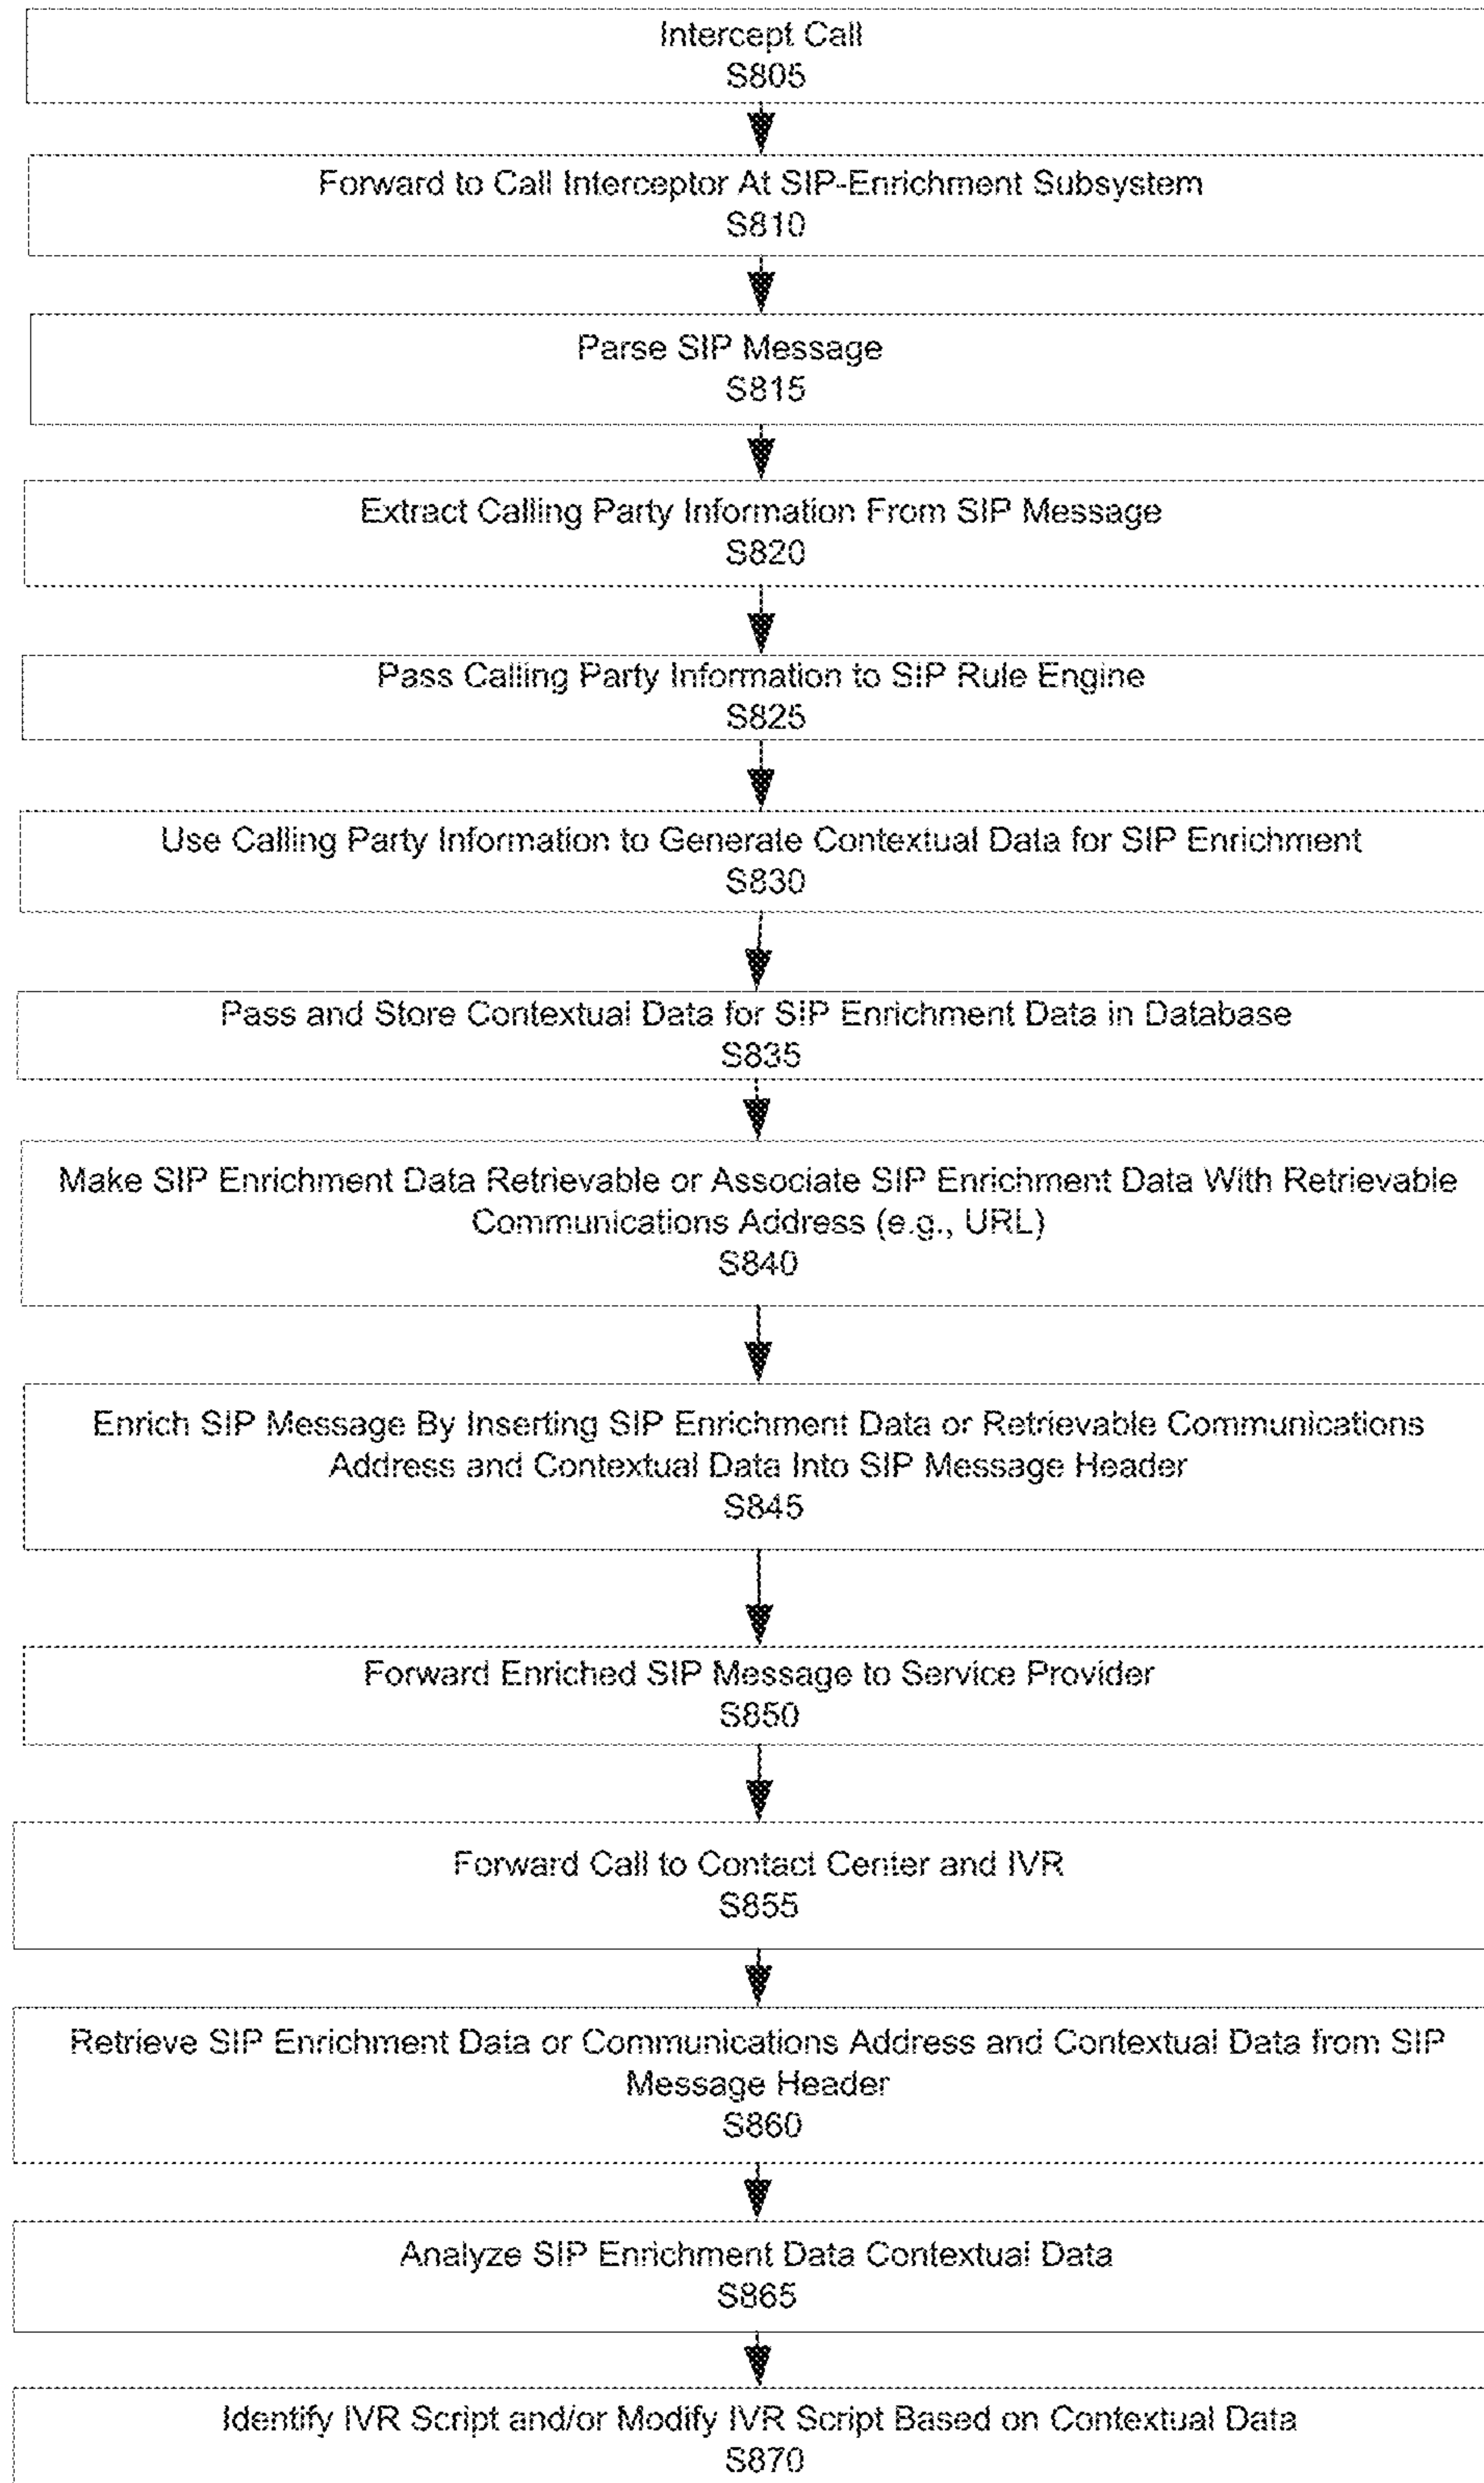 Intercept Call
S805
Forward to Call Interceptor At SIP-Enrichment Subsystem
S810
Parse SIP Message
S815
Extract Calling Party Information From SIP Message
S820
Pass Calling Party Information to SIP Rule Engine
S825
Use Calling Party Information to Generate Contextual Data for SIP Enrichment
S830
Pass and Store Contextual Data for SIP Enrichment Data in Database
S835
Make SIP Enrichment Data Retrievable or Associate SIP Enrichment Data With Retrievable
Communications Address (e.g., URL)
S840
Enrich SIP Message By Inserting SIP Enrichment Data or Retrievable Communications
Address and Contextual Data Into SIP Message Header
S845
Forward Enriched SIP Message to Service Provider
S850
Forward Call to Contact Center and IVR
S855
Retrieve SIP Enrichment Data or Communications Address and Contextual Data from SIP
Message Header
S860
Analyze SIP Enrichment Data Contextual Data
S865
Identify IVR Script and/or Modify IVR Script Based on Contextual Data
S870